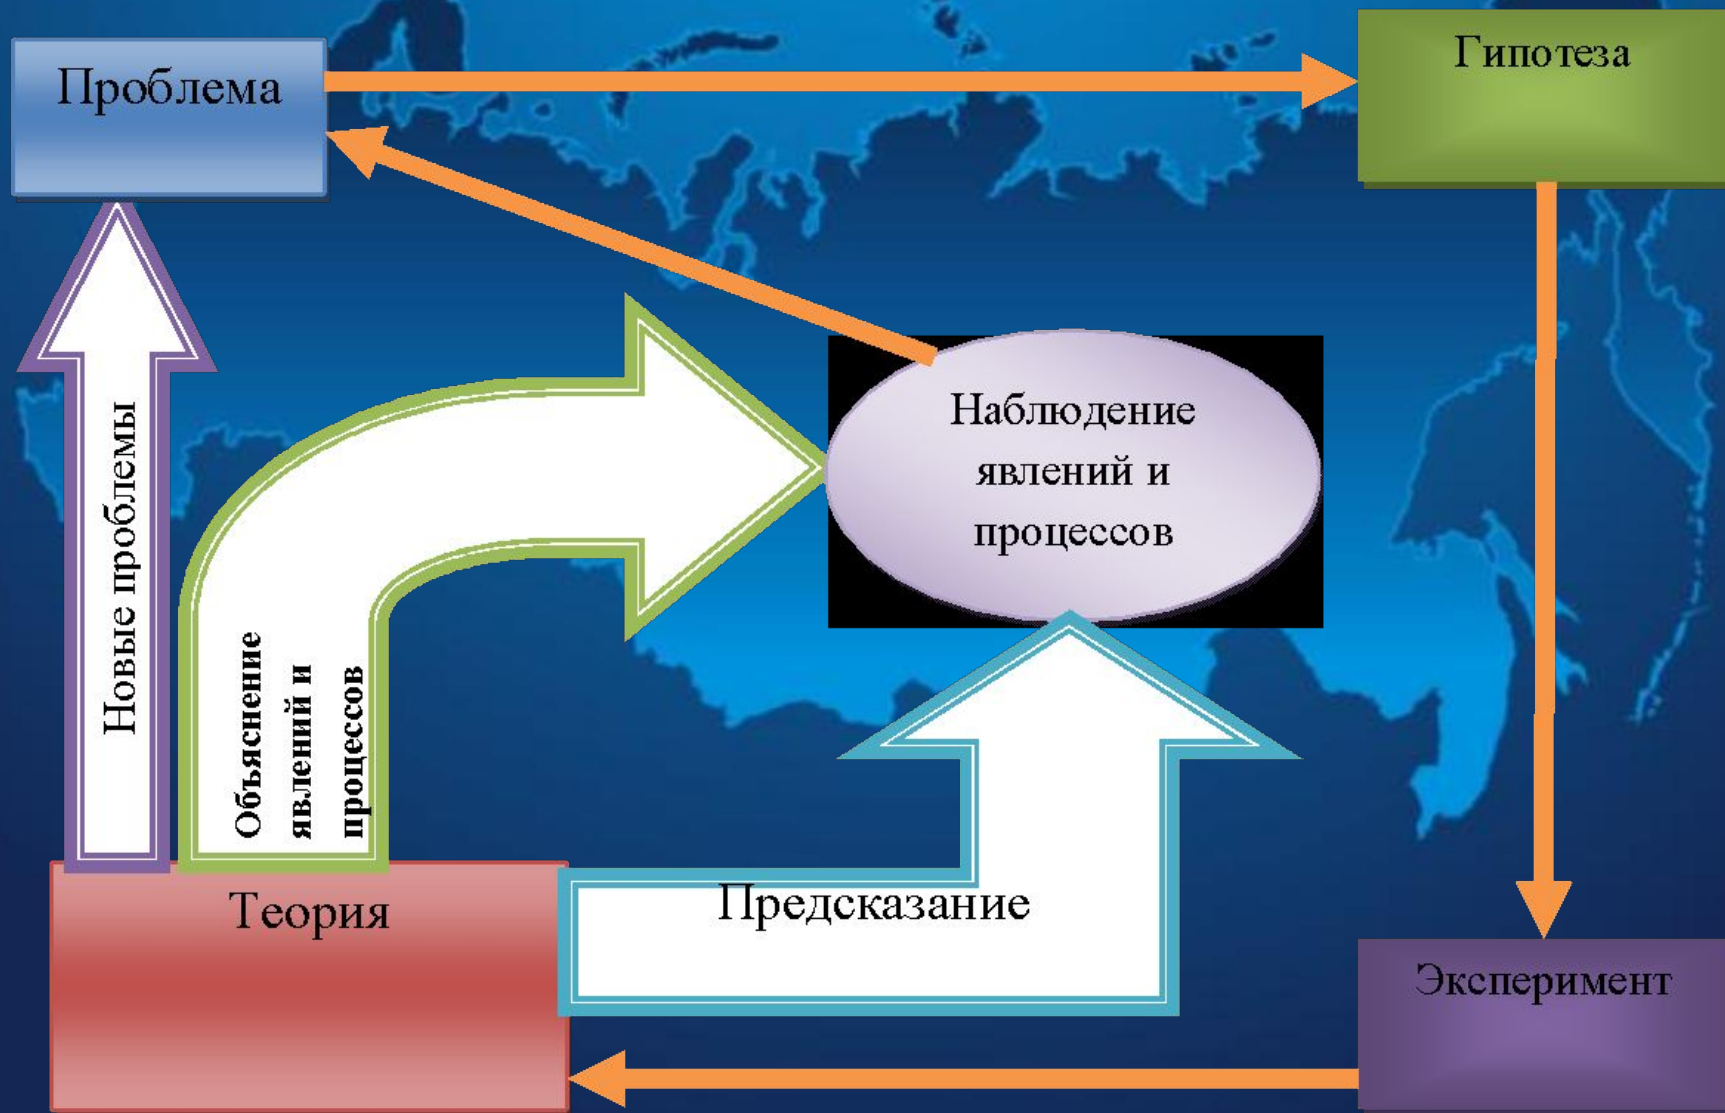 Проблема
Гипотеза
Наблюдение
явлений и
процессов
Новые проблемы
Объяснение
явлений и
процессов
Теория
Предсказание
Эксперимент